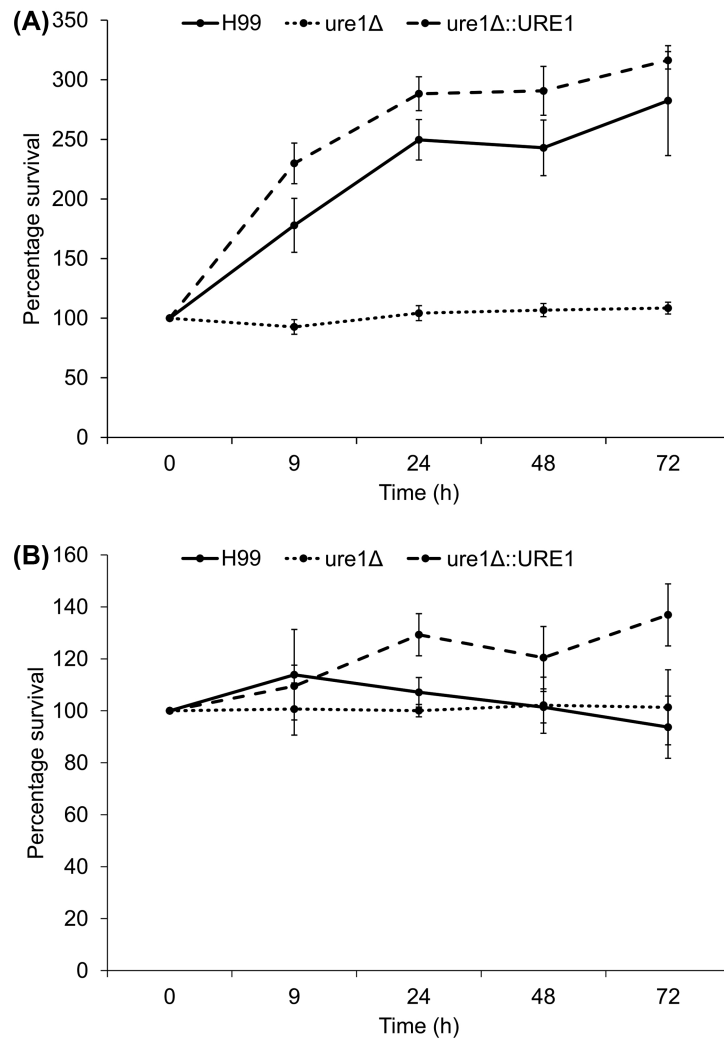 (A)
H99 ure1Δ ure1Δ::URE1
350
300
250
200
150
100
50
0
Percentage survival
0 9 24 48 72
Time (h)
(B)
H99 ure1Δ ure1Δ::URE1
160
140
120
100
80
60
40
20
0
Percentage survival
0 9 24 48 72
Time (h)